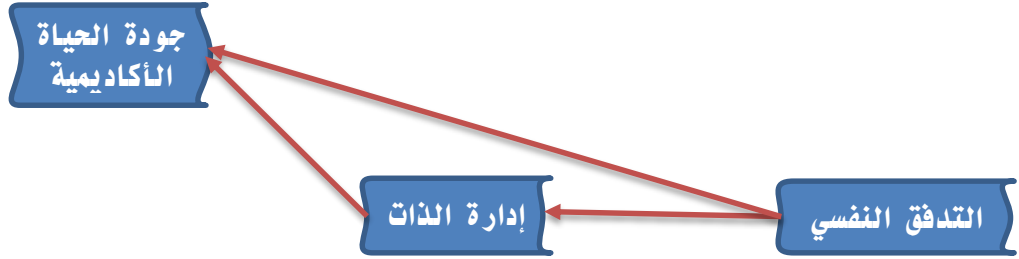 جودة الحياة
الأكاديمية
إدارة الذات
التدفق النفسي